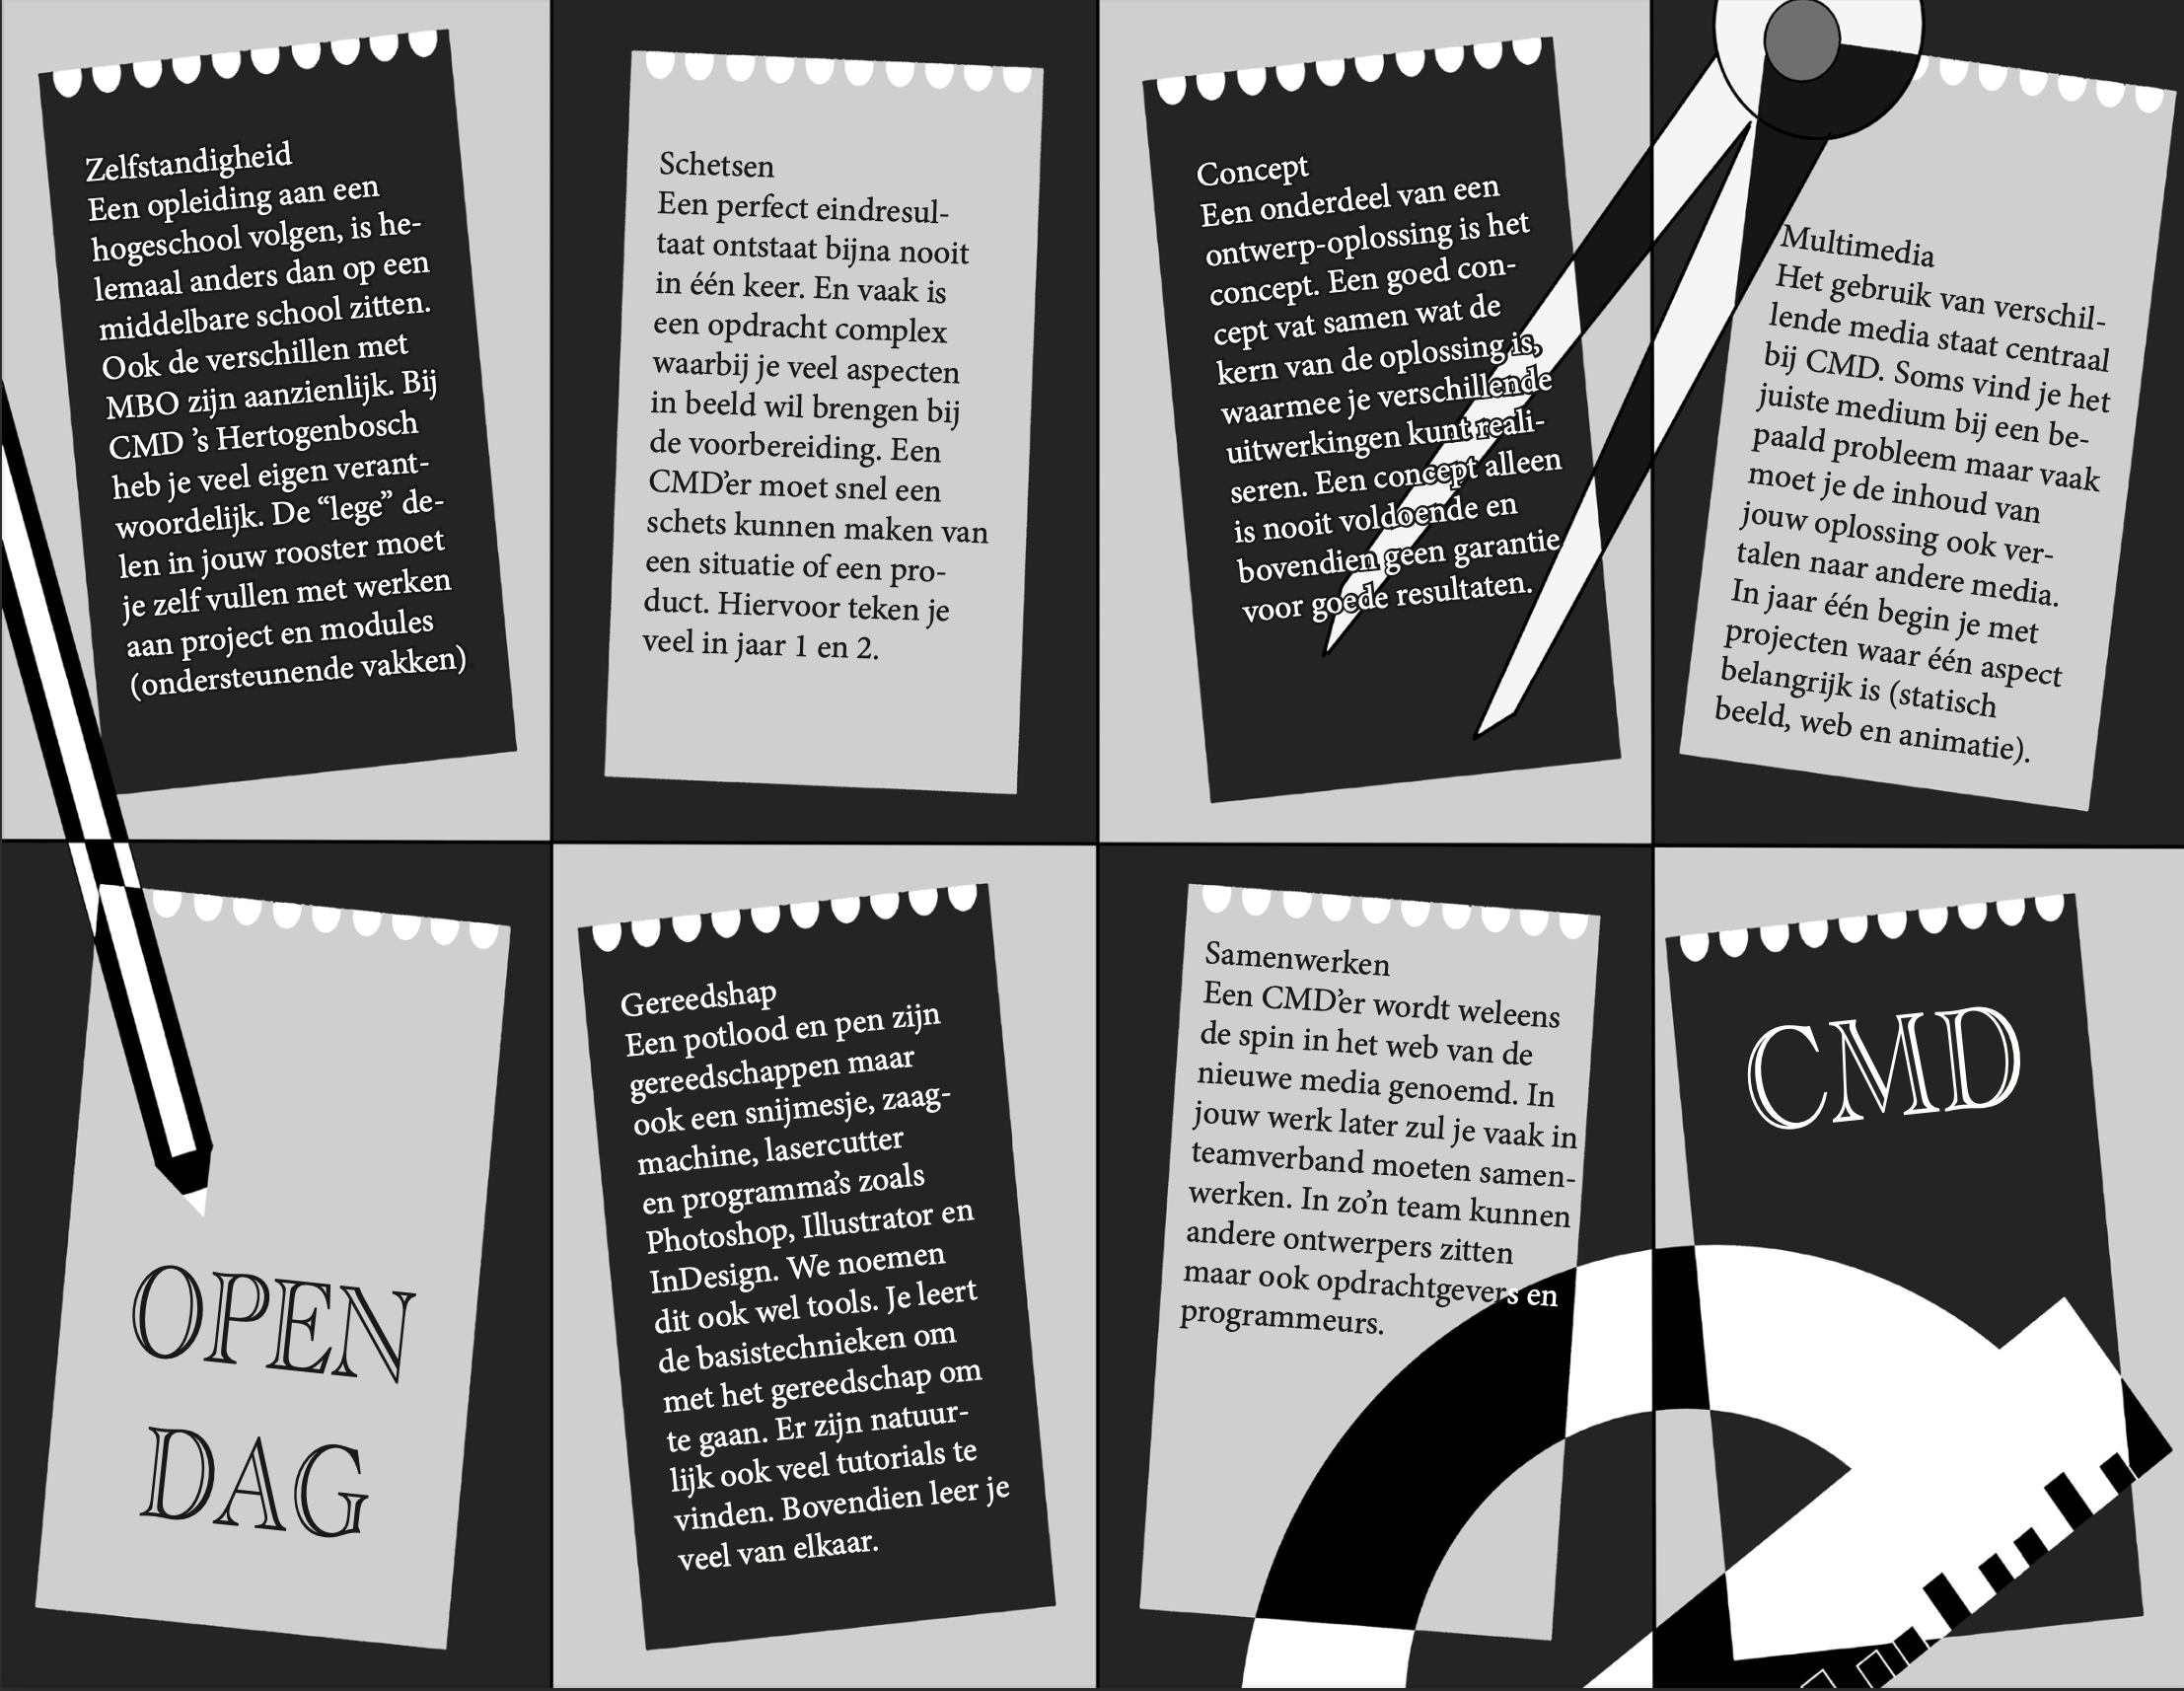 Zelfstandigheid
Een opleiding aan een
hogeschool volgen, is he-
lemaal anders dan op een
middelbare school zitten.
Ook de verschillen met
MBO zijn aanzienlijk. Bij
CMD ’s Hertogenbosch
heb je veel eigen verant-
woordelijk. De “lege” de-
len in jouw rooster moet
je zelf vullen met werken
aan project en modules
(ondersteunende vakken)
Schetsen
Een perfect eindresul-
taat ontstaat bijna nooit
in één keer. En vaak is
een opdracht complex
waarbij je veel aspecten
in beeld wil brengen bij
de voorbereiding. Een
CMD’er moet snel een
schets kunnen maken van
een situatie of een pro-
duct. Hiervoor teken je
veel in jaar 1 en 2.
Concept
Een onderdeel van een
ontwerp-oplossing is het
concept. Een goed con-
cept vat samen wat de
kern van de oplossing is,
waarmee je verschillende
uitwerkingen kunt reali-
seren. Een concept alleen
is nooit voldoende en
bovendien geen garantie
voor goede resultaten.
Multimedia
Het gebruik van verschil-
lende media staat centraal
bij CMD. Soms vind je het
juiste medium bij een be-
paald probleem maar vaak
moet je de inhoud van
jouw oplossing ook ver-
talen naar andere media.
In jaar één begin je met
projecten waar één aspect
belangrijk is (statisch
beeld, web en animatie).
OPEN
DAG
Gereedshap
Een potlood en pen zijn
gereedschappen maar
ook een snijmesje, zaag-
machine, lasercutter
en programma’s zoals
Photoshop, Illustrator en
InDesign. We noemen
dit ook wel tools. Je leert
de basistechnieken om
met het gereedschap om
te gaan. Er zijn natuur-
lijk ook veel tutorials te
vinden. Bovendien leer je
veel van elkaar.
Samenwerken
Een CMD’er wordt weleens
de spin in het web van de
nieuwe media genoemd. In
jouw werk later zul je vaak in
teamverband moeten samen-
werken. In zo’n team kunnen
andere ontwerpers zitten
maar ook opdrachtgevers en
programmeurs.
CMD